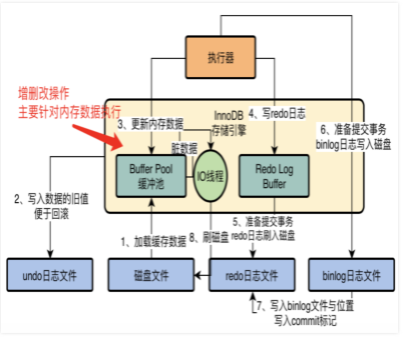 执行器
增删改操作
主要针对内存数据执行
InnoDB
存储引擎
3、更新内存数据
4、写redo日志
6、准备提交事务
binlog日志写入磁盘
脏数据
Buffer Pool
缓冲池
IO线程
Redo Log
Buffer
2、写入数据的旧值
便于回滚
1、加载缓存数据
8、刷磁盘
5、准备提交事务
redo日志刷入磁盘
undo日志文件
磁盘文件
redo日志文件
binlog日志文件
7、写入binlog文件与位置
写入commit标记